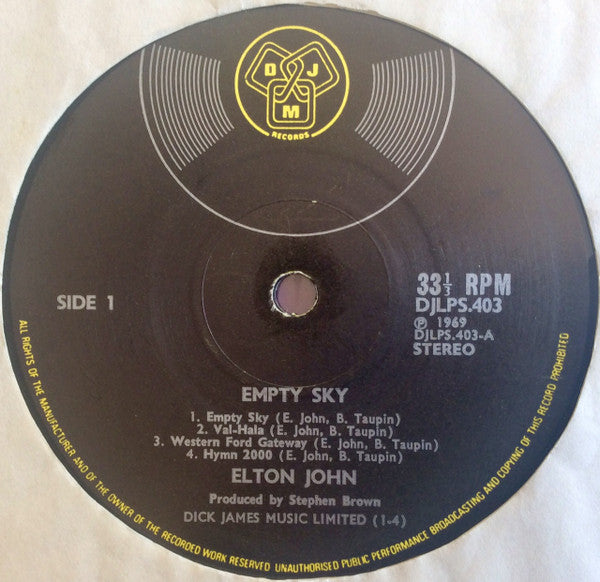 D J
M
RECORDS
SIDE 1
33⅓ RPM
DJLPS.403
℗ 1969
DJLPS.403-A
STEREO
EMPTY SKY
1. Empty Sky (E. John, B. Taupin)
2. Val-Hala (E. John, B. Taupin)
3. Western Ford Gateway (E. John, B. Taupin)
4. Hymn 2000 (E. John, B. Taupin)
ELTON JOHN
Produced by Stephen Brown
DICK JAMES MUSIC LIMITED (1-4)
ALL RIGHTS OF THE MANUFACTURER AND OF THE OWNER OF THE RECORDED WORK RESERVED UNAUTHORISED PUBLIC PERFORMANCE BROADCASTING AND COPYING OF THIS RECORD PROHIBITED